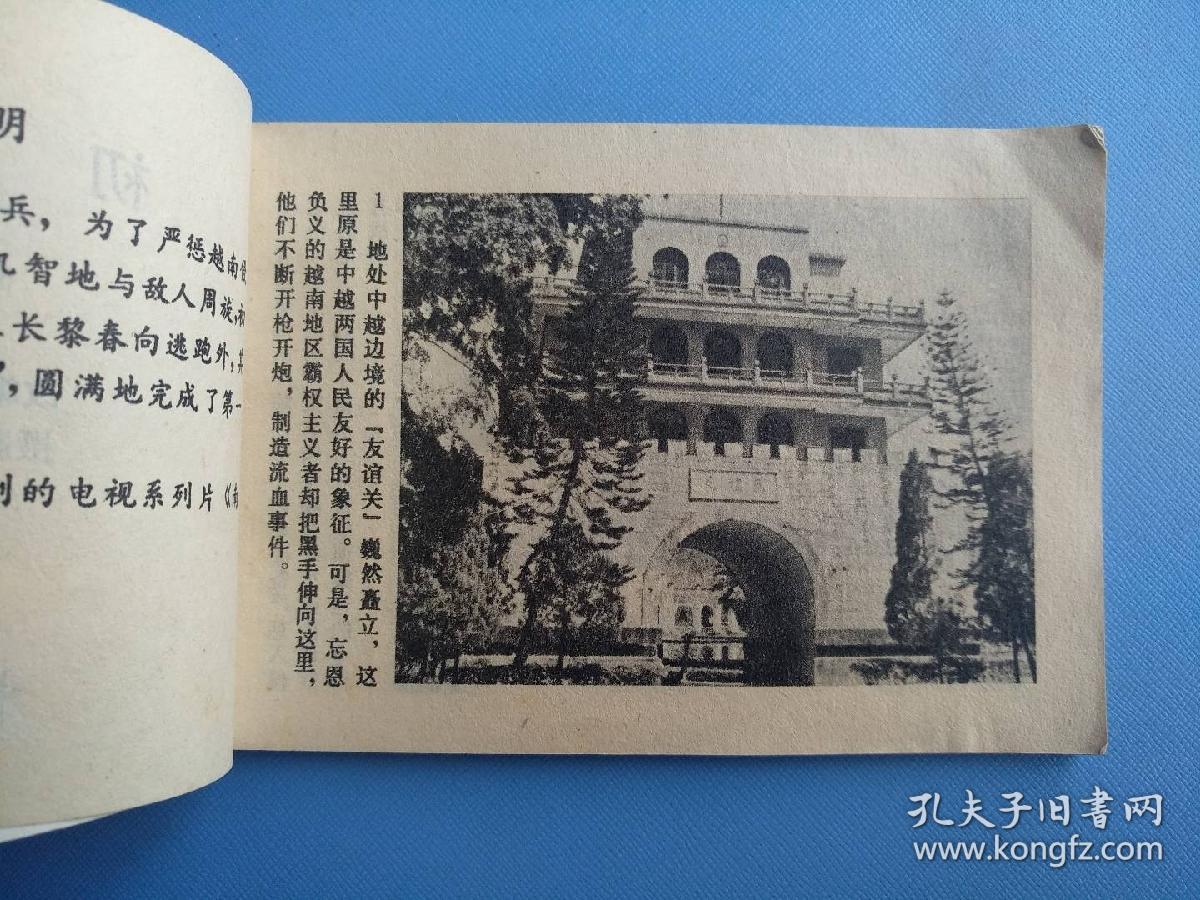 明
兵，为了严惩越南
智地与敌人周旋，
长黎春向逃跑外，
，圆满地完成了第一
的电视系列片《
初
1 地处中越边境的「友谊关」巍然矗立，这
里原是中越两国人民友好的象征。可是，忘恩
负义的越南地区霸权主义者却把黑手伸向这里，
他们不断开枪开炮，制造流血事件。
孔夫子旧书网
www.kongfz.com